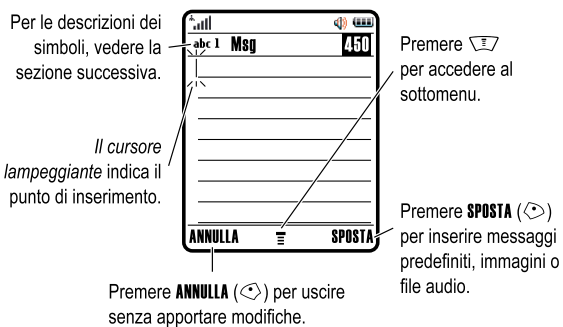 Per le descrizioni dei
simboli, vedere la
sezione successiva.
abc 1 Msg 450
Premere
per accedere al
sottomenu.
Il cursore
lampeggiante indica il
punto di inserimento.
ANNULLA SPOSTA
Premere SPOSTA ( )
per inserire messaggi
predefiniti, immagini o
file audio.
Premere ANNULLA ( ) per uscire
senza apportare modifiche.